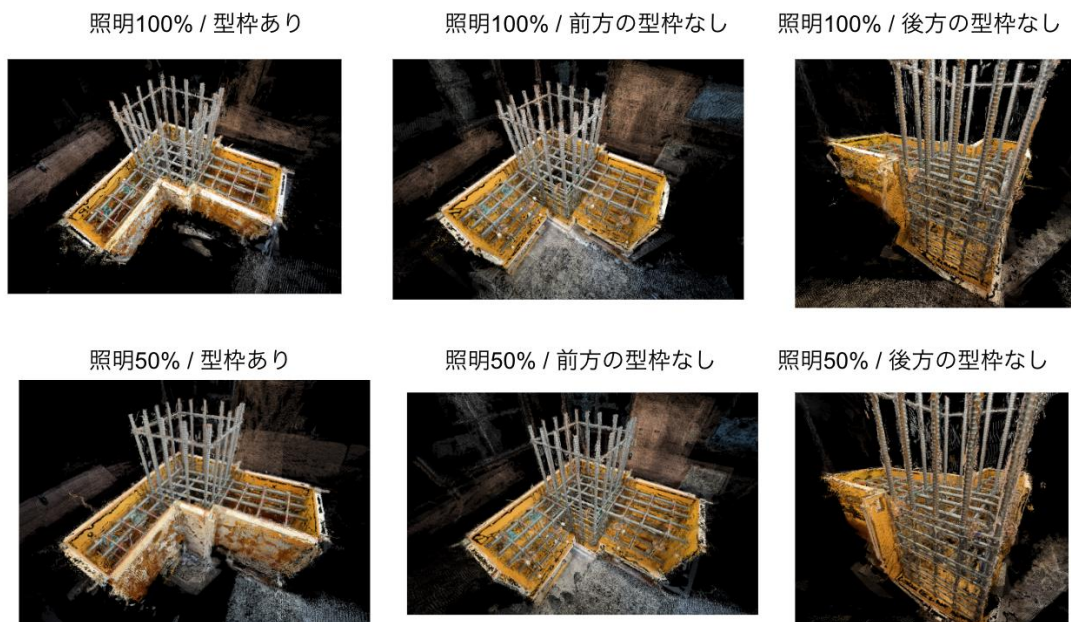 照明100% / 型枠あり
照明100% / 前方の型枠なし
照明100% / 後方の型枠なし
照明50% / 型枠あり
照明50% / 前方の型枠なし
照明50% / 後方の型枠なし